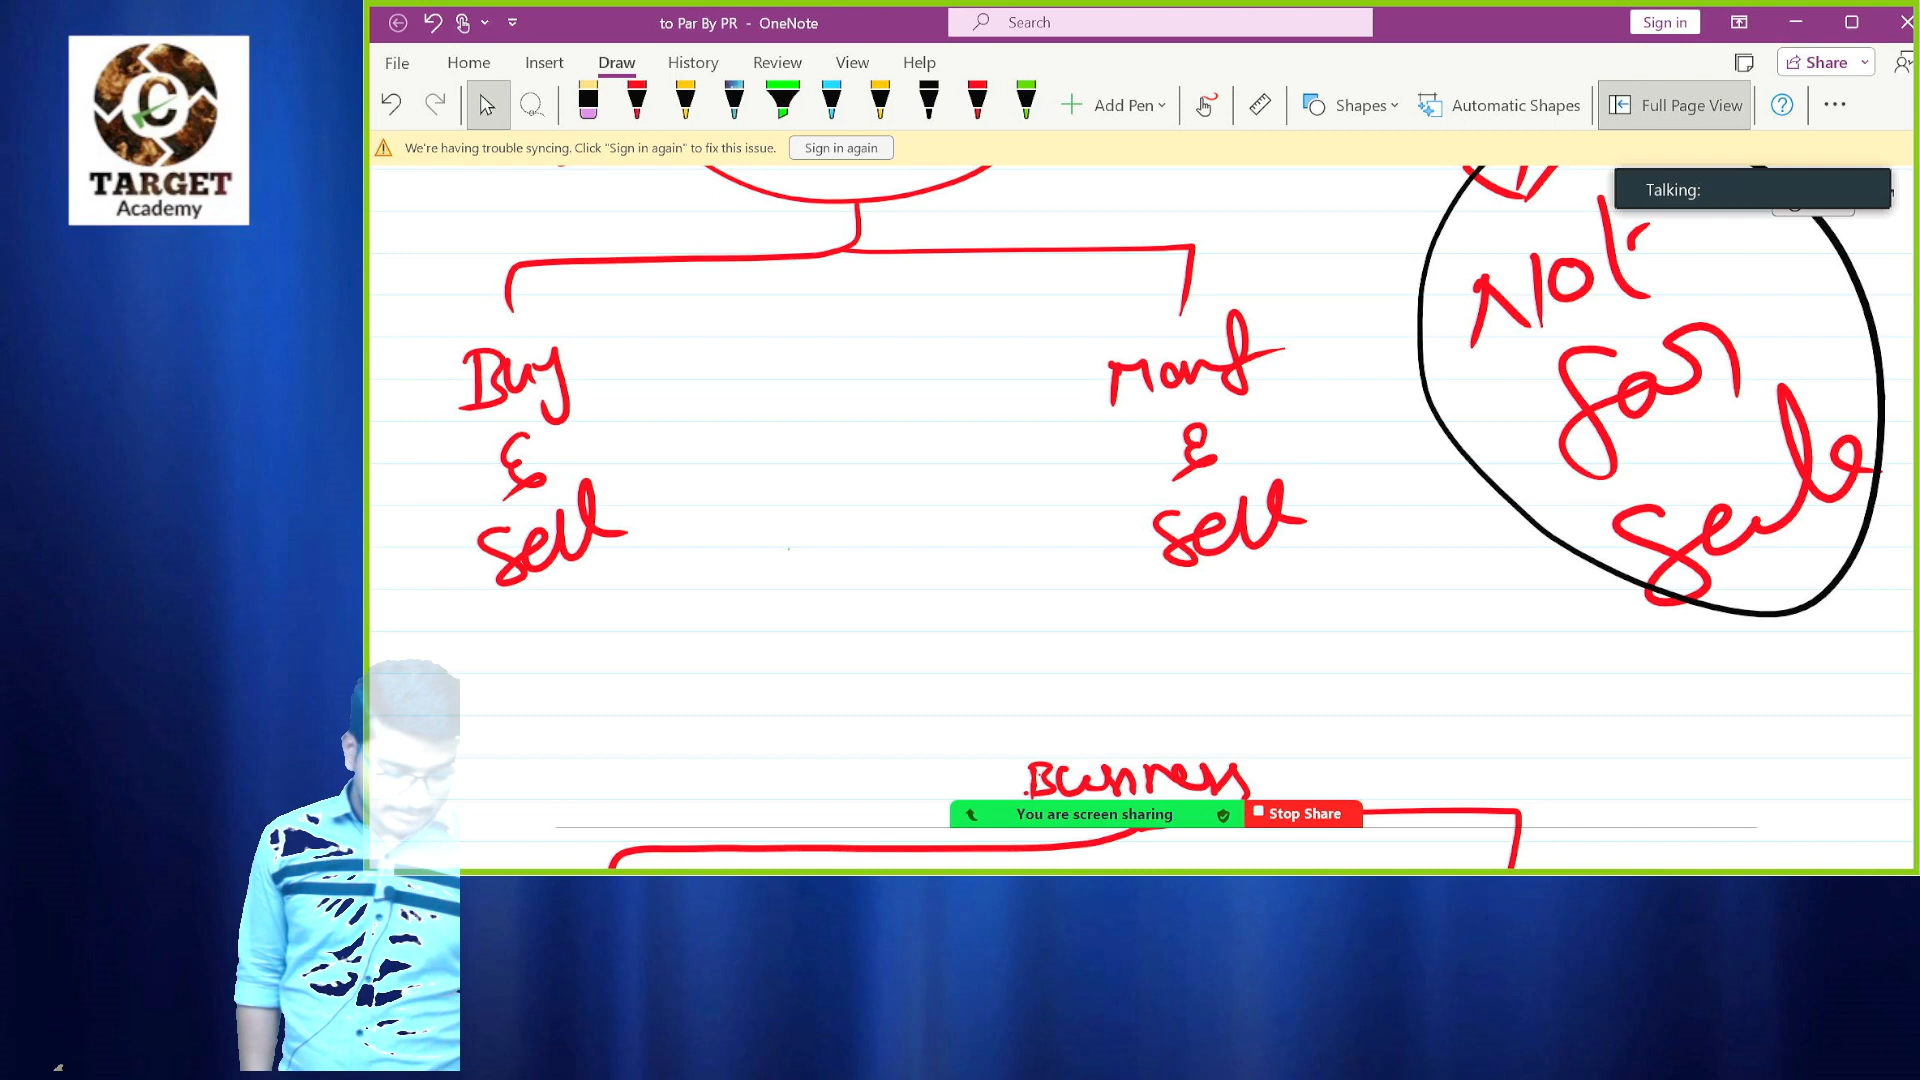 to Par By PR - OneNote
Search
Sign in
File Home Insert Draw History Review View Help
Share
Add Pen
Shapes
Automatic Shapes
Full Page View
We're having trouble syncing. Click "Sign in again" to fix this issue.
Sign in again
C
TARGET
Academy
Talking:
Not
for
sale
Buy
&
Sell
Manf
&
Sell
Business
You are screen sharing
Stop Share